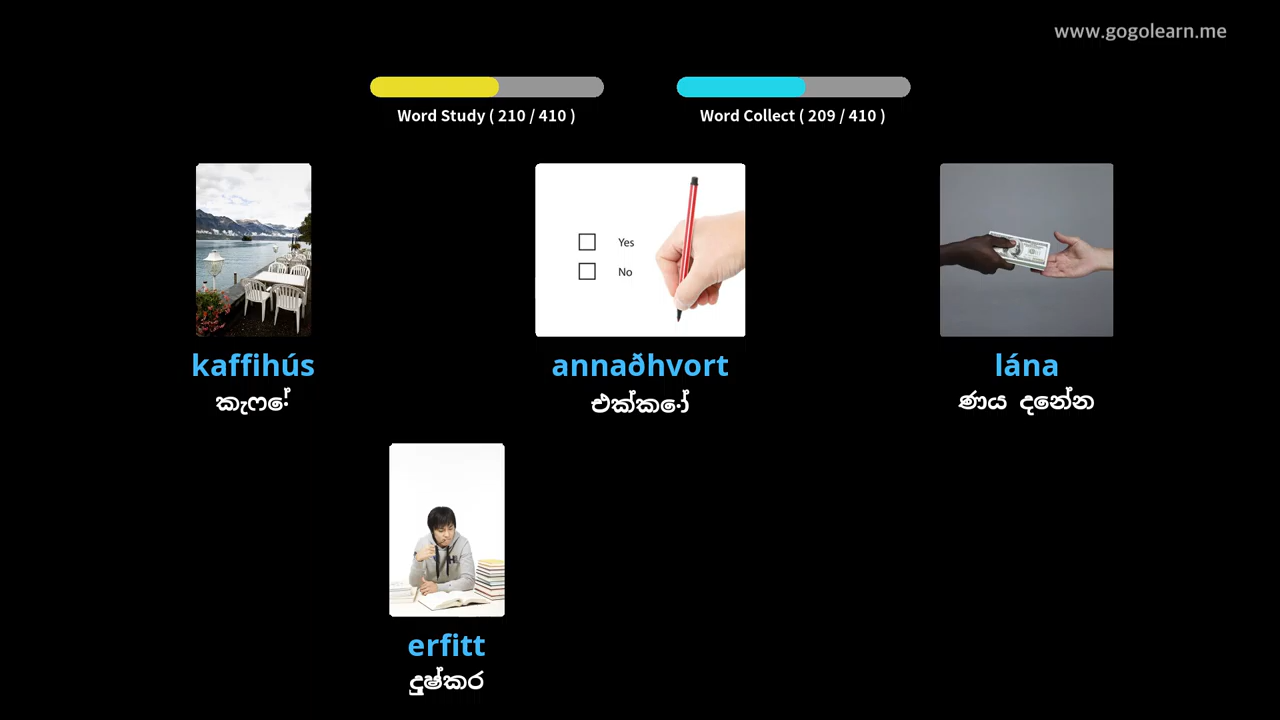 www.gogolearn.me
Word Study ( 210 / 410 )
Word Collect ( 209 / 410 )
Yes
No
kaffihús
annaðhvort
lána
කැෆේ
එක්කෝ
ණය දෙන්න
erfitt
දුෂ්කර